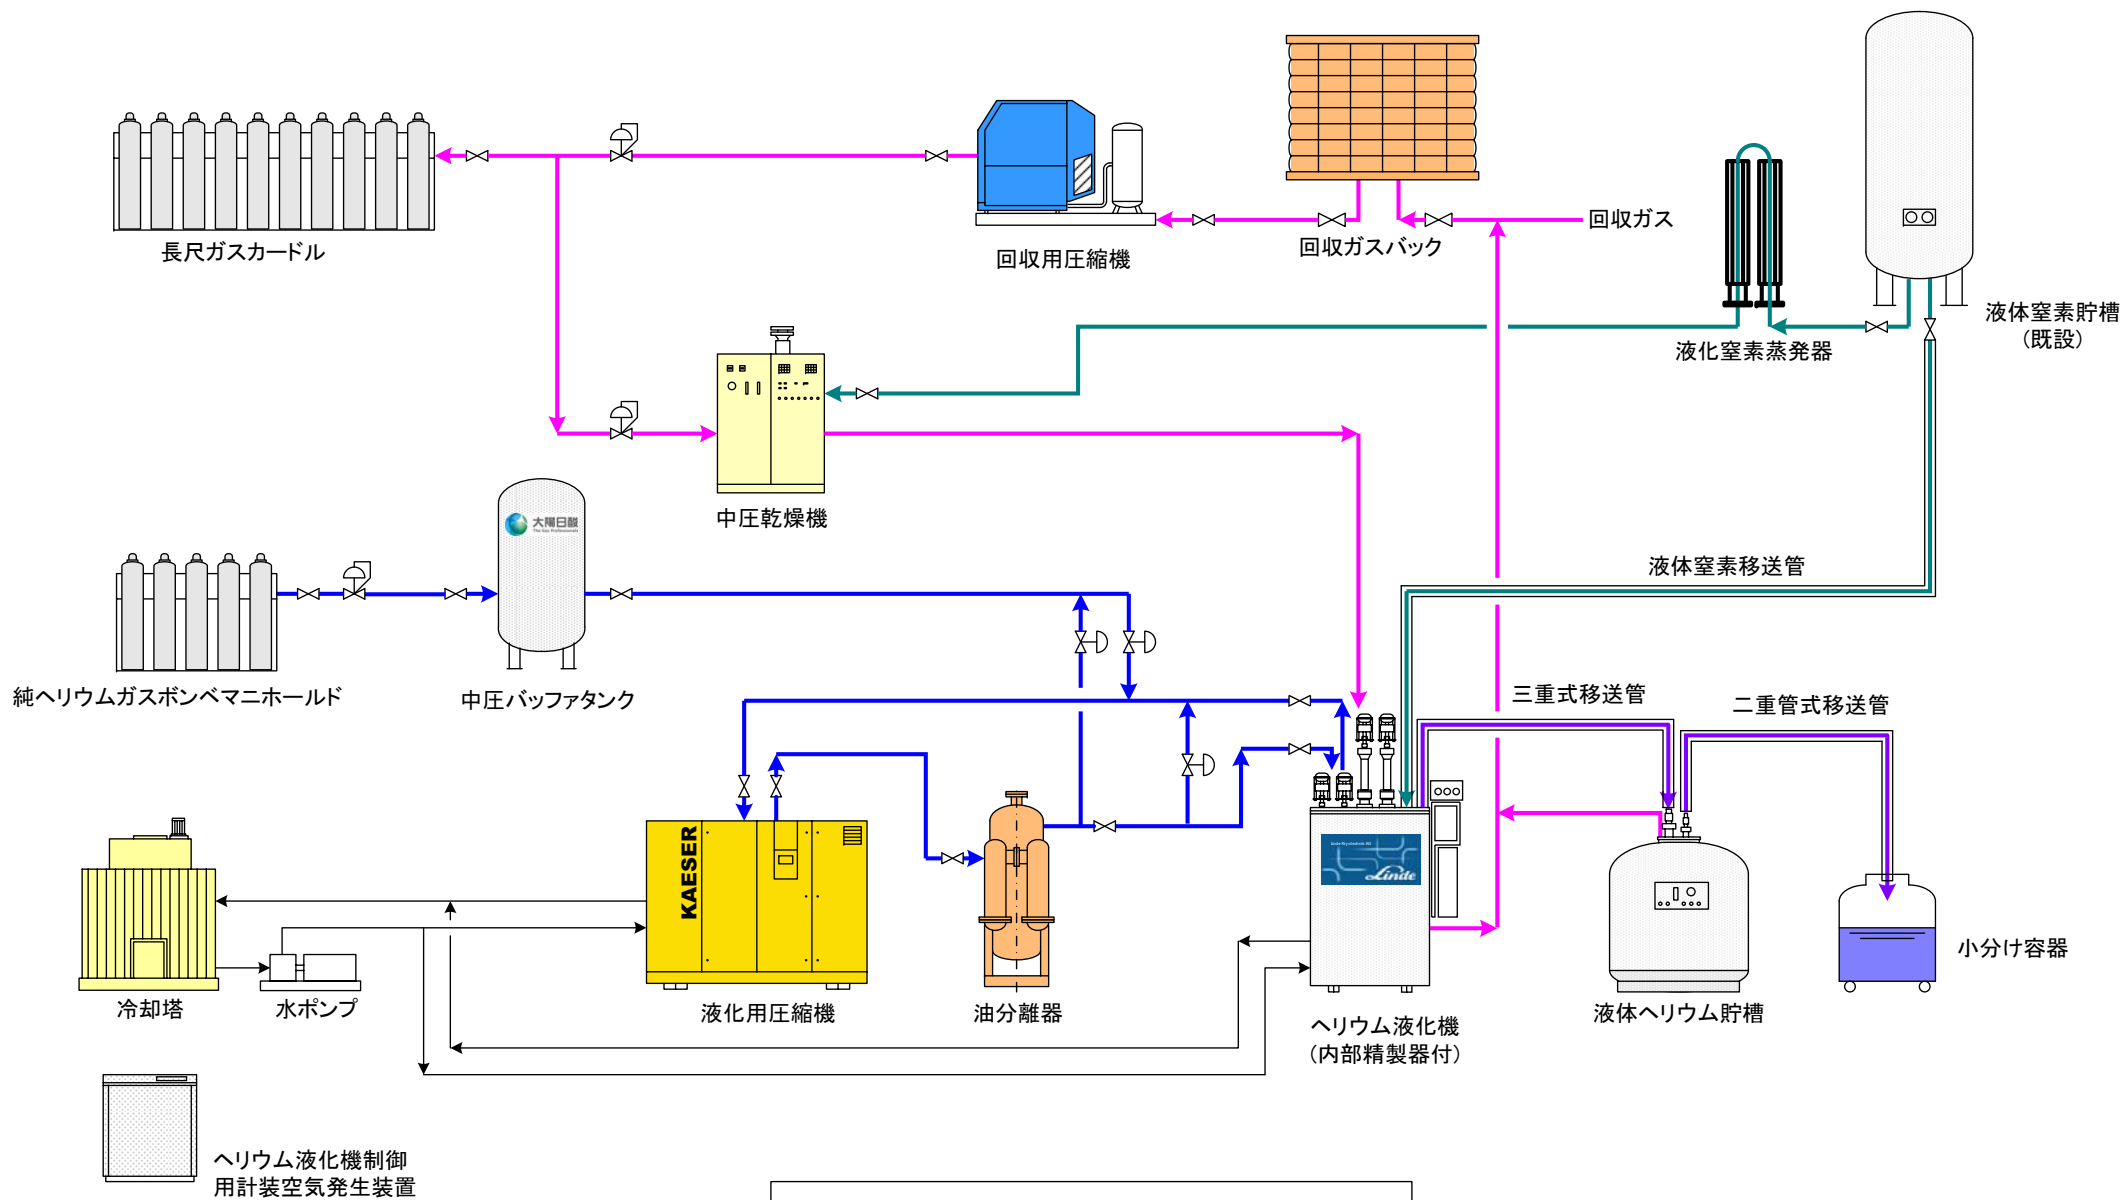 長尺ガスカードル
回収用圧縮機
回収ガスバック
回収ガス
液化窒素蒸発器
液体窒素貯槽
(既設)
中圧乾燥機
大陽日酸
The Gas Professionals
純ヘリウムガスボンベマニホールド
中圧バッファタンク
液体窒素移送管
三重式移送管
二重管式移送管
KAESER
Linde
冷却塔
水ポンプ
液化用圧縮機
油分離器
ヘリウム液化機
(内部精製器付)
液体ヘリウム貯槽
小分け容器
ヘリウム液化機制御
用計装空気発生装置